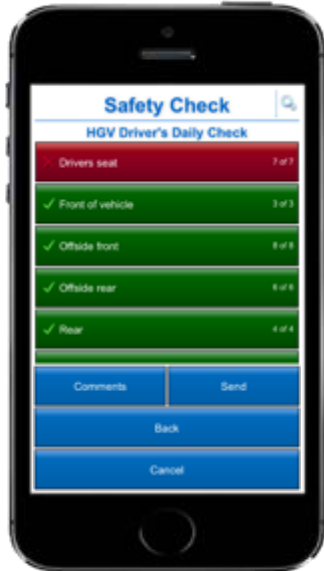 Safety Check
HGV Driver's Daily Check
Drivers seat 7 of 7
Front of vehicle 3 of 3
Offside front 8 of 8
Offside rear 6 of 6
Rear 4 of 4
Comments Send
Back
Cancel